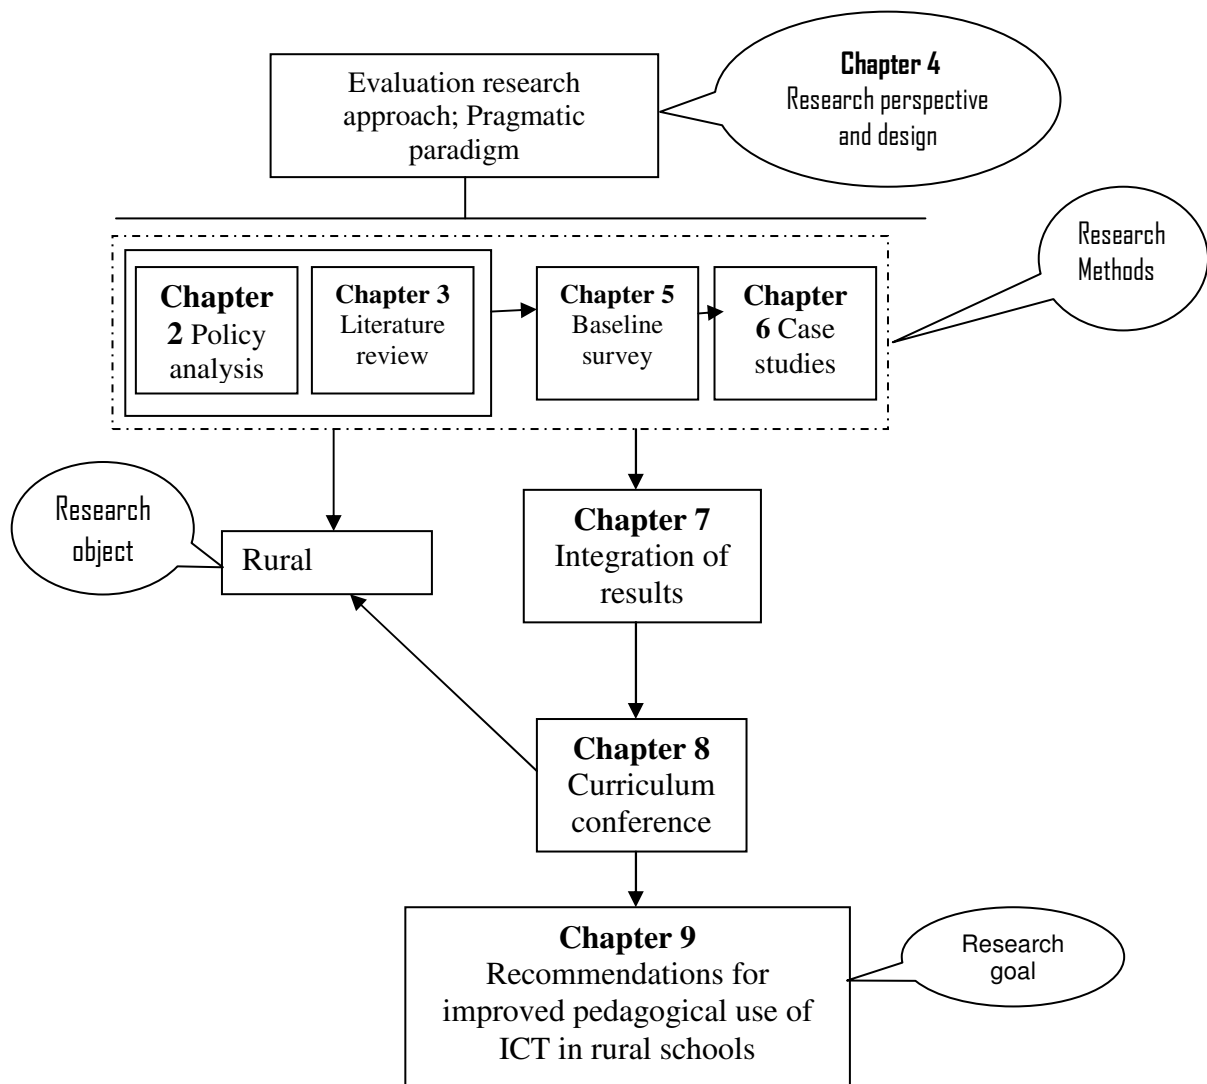 Evaluation research
approach; Pragmatic
paradigm
Chapter 4
Research perspective
and design
Research
Methods
Chapter
2 Policy
analysis
Chapter 3
Literature
review
Chapter 5
Baseline
survey
Chapter
6 Case
studies
Research
object
Rural
Chapter 7
Integration of
results
Chapter 8
Curriculum
conference
Chapter 9
Recommendations for
improved pedagogical use of
ICT in rural schools
Research
goal